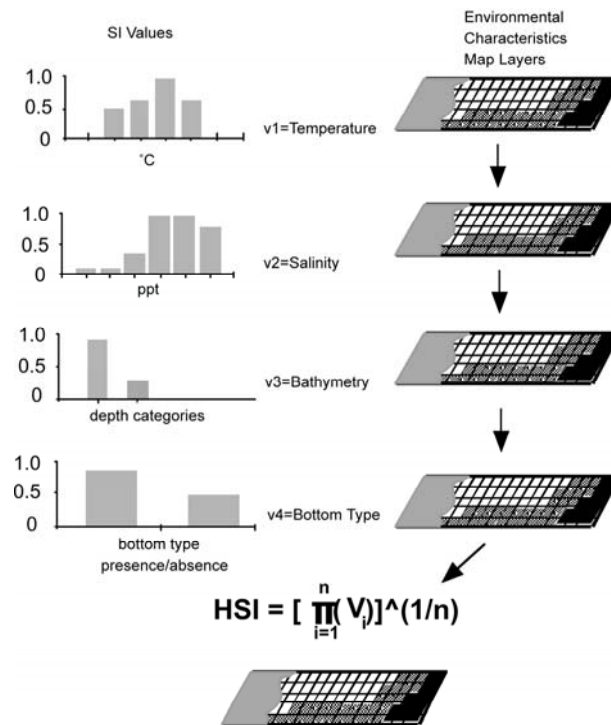 SI Values
Environmental
Characteristics
Map Layers
1.0
0.5
0
v1=Temperature
˚C
1.0
0.5
0
v2=Salinity
ppt
1.0
0.5
0
v3=Bathymetry
depth categories
1.0
0.5
0
v4=Bottom Type
bottom type
presence/absence
n
HSI = [ π(Vi)]^(1/n)
i=1